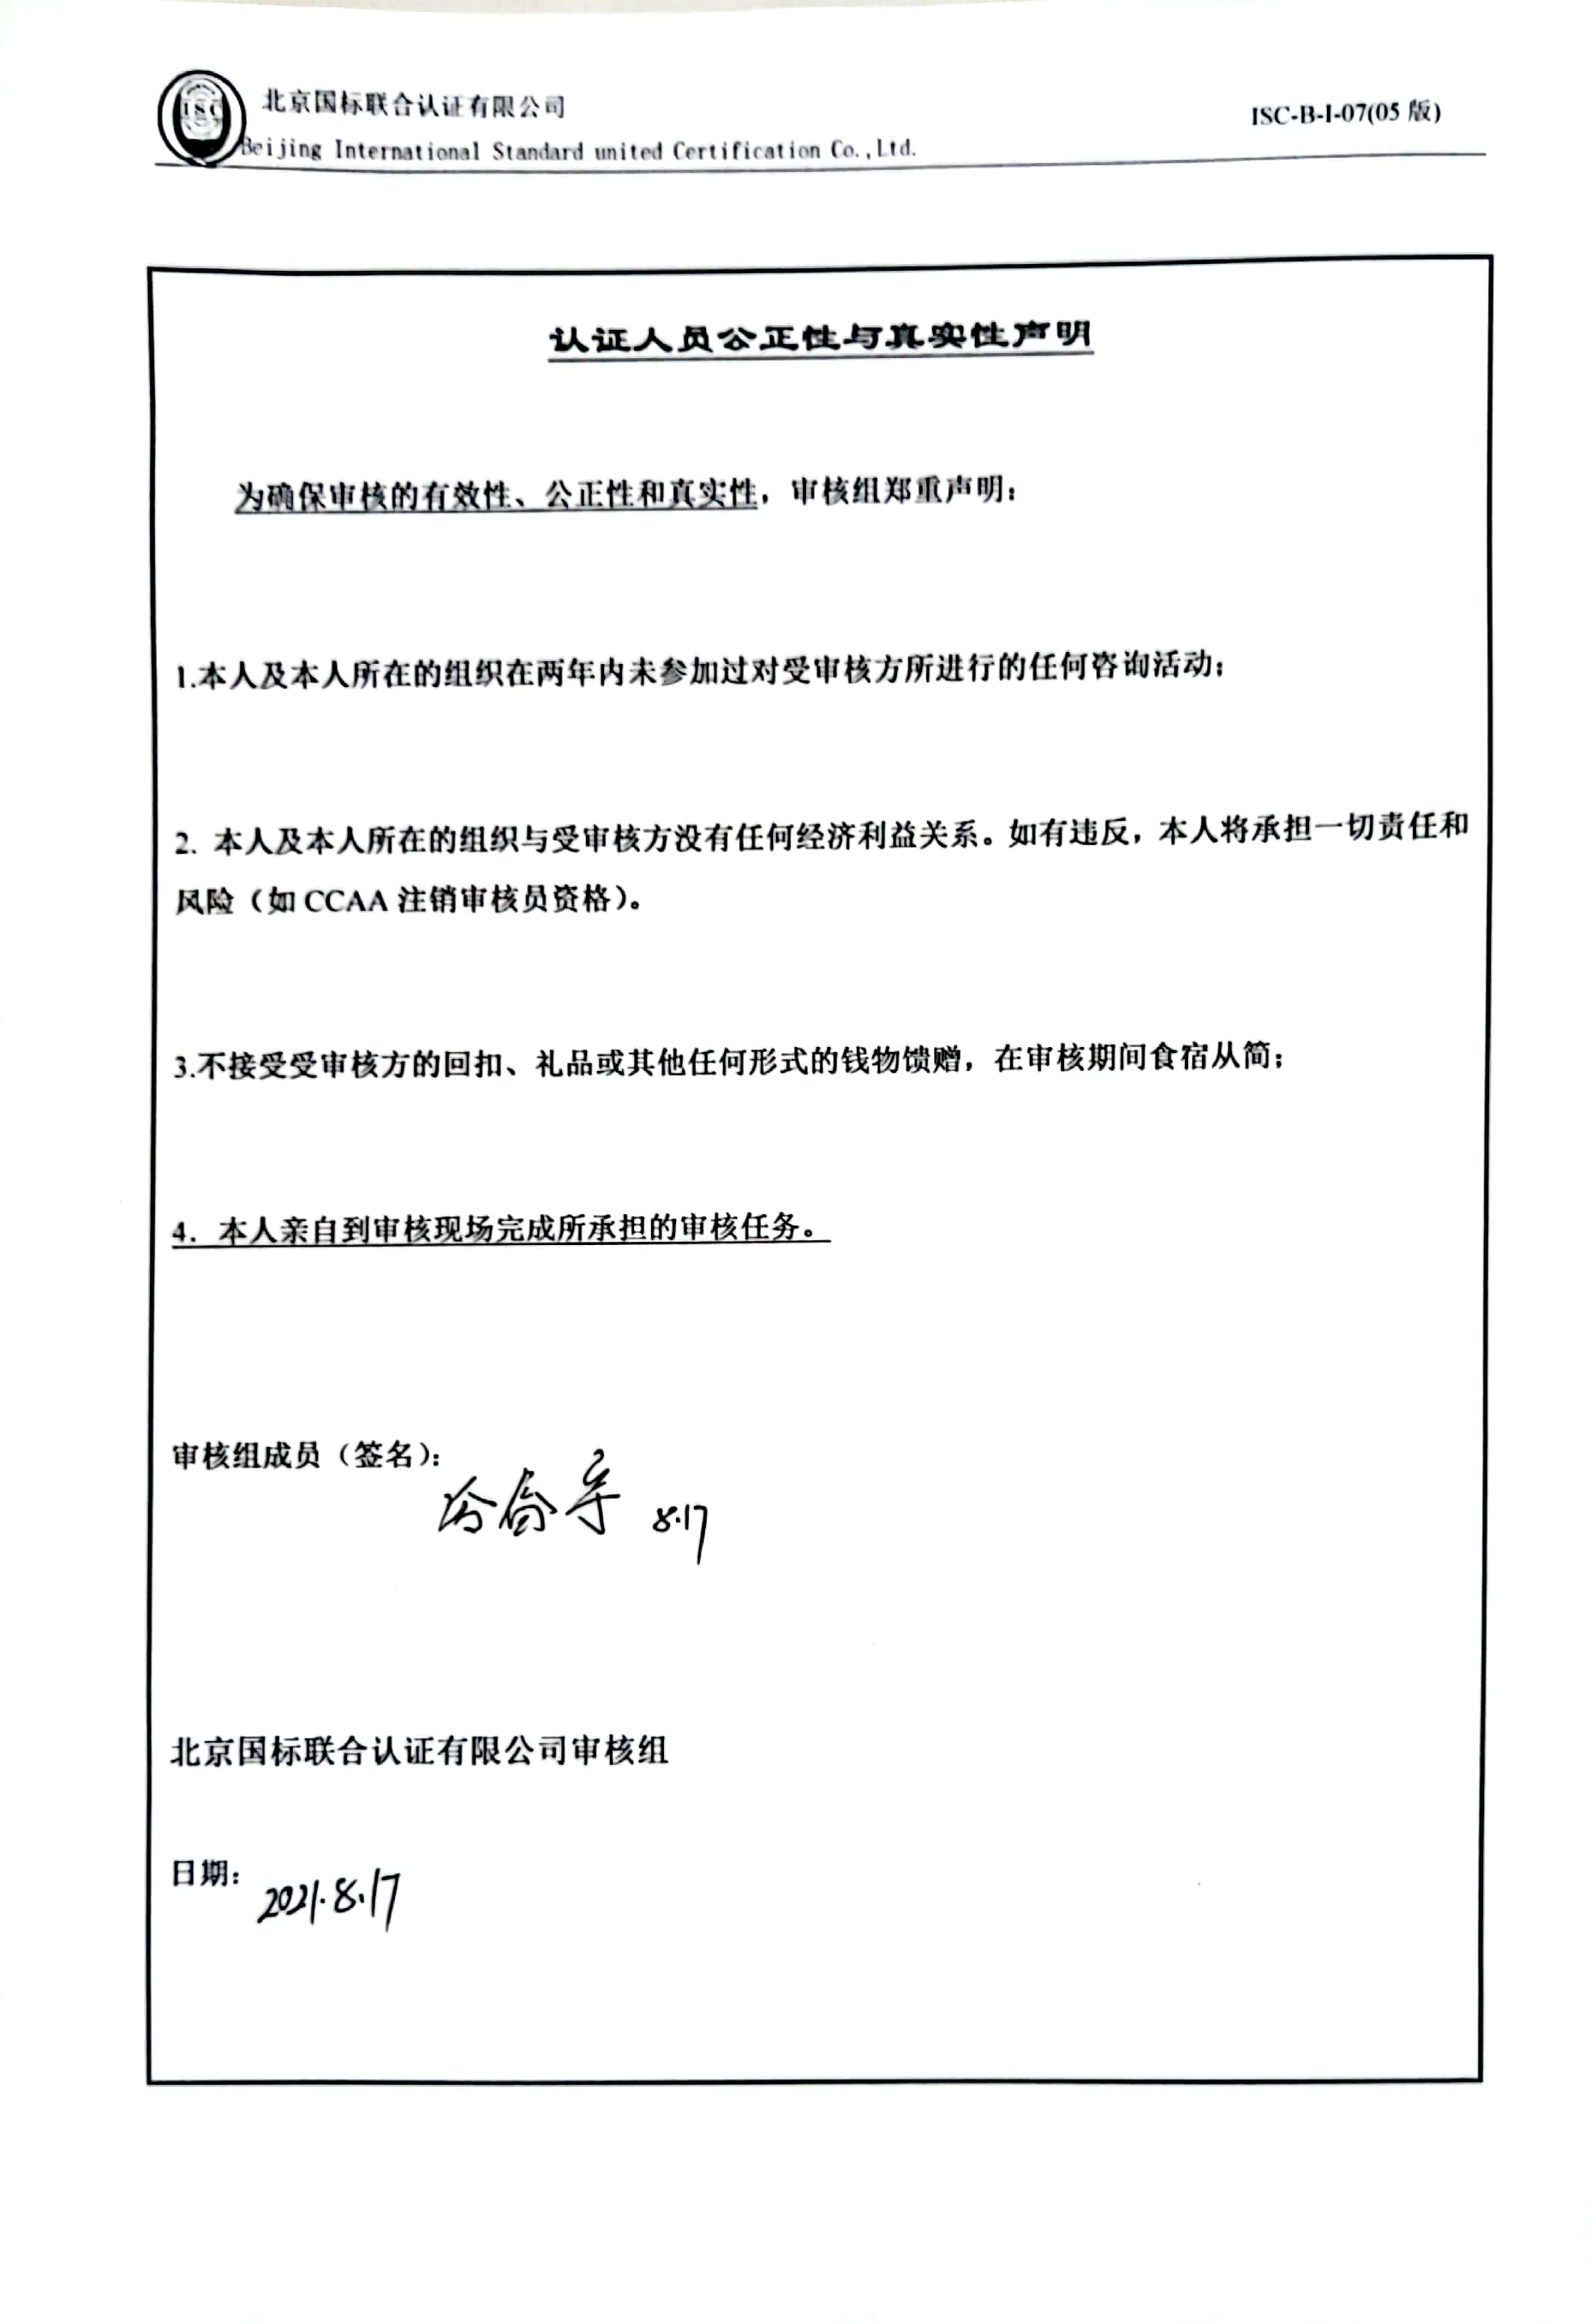 ISC
北京国标联合认证有限公司
ISC-B-I-07(05 版)
Beijing International Standard united Certification Co.,Ltd.
认证人员公正性与真实性声明
为确保审核的有效性、公正性和真实性，审核组郑重声明：
1.本人及本人所在的组织在两年内未参加过对受审核方所进行的任何咨询活动；
2. 本人及本人所在的组织与受审核方没有任何经济利益关系。如有违反，本人将承担一切责任和
风险（如 CCAA 注销审核员资格）。
3.不接受受审核方的回扣、礼品或其他任何形式的钱物馈赠，在审核期间食宿从简；
4. 本人亲自到审核现场完成所承担的审核任务。
审核组成员（签名）：
8.17
北京国标联合认证有限公司审核组
日期：
2021.8.17